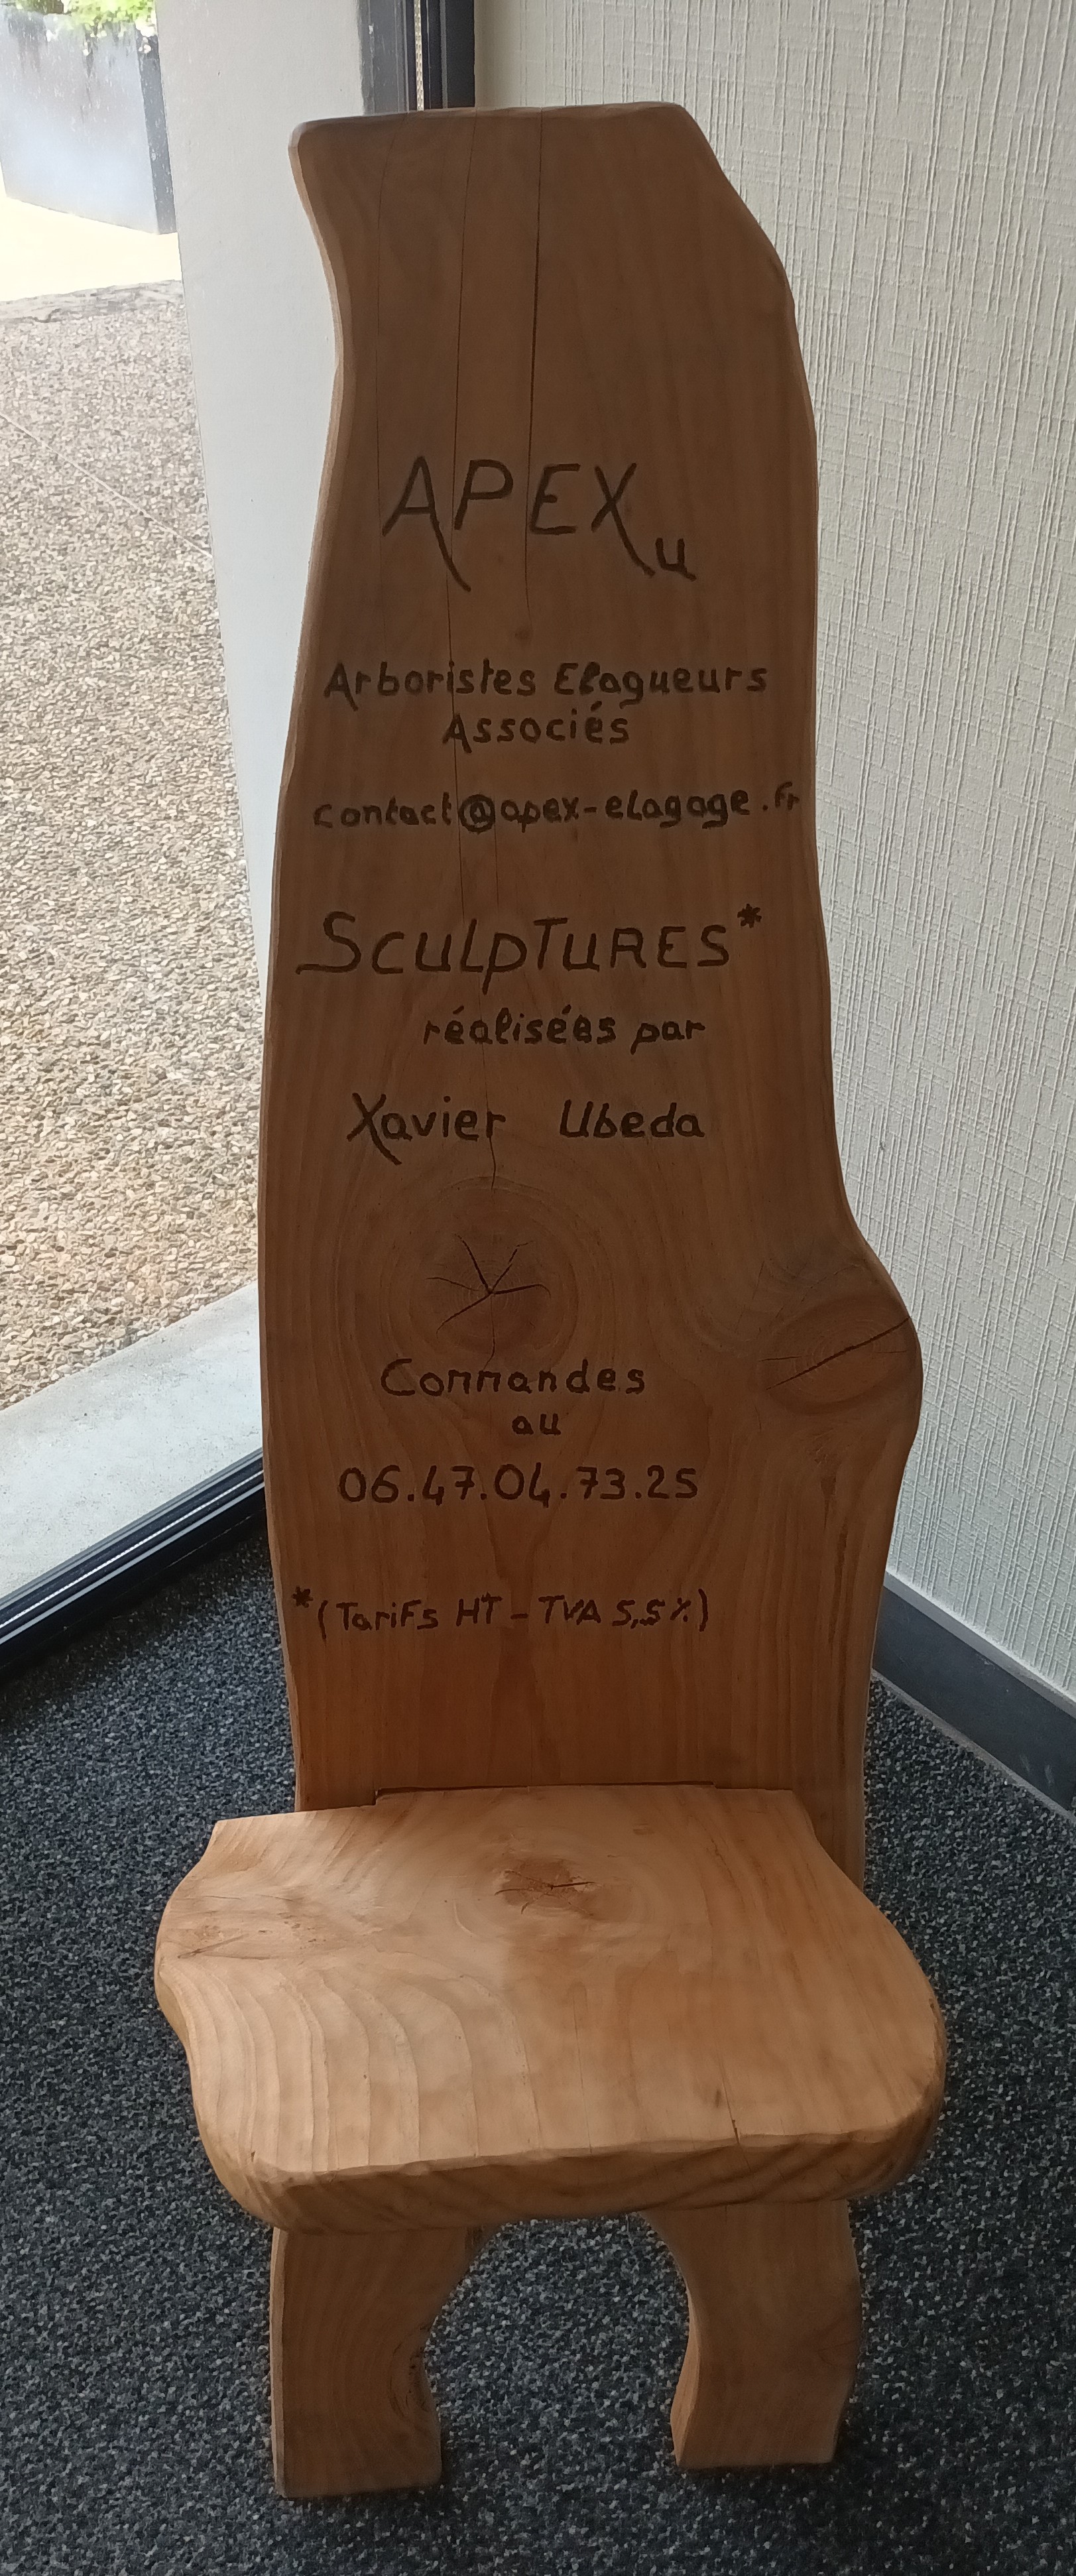 APEXu
Arboristes Elagueurs
Associés
contact@apex-elagage.fr
SCULPTURES*
réalisées par
Xavier Ubeda
Commandes
au
06.47.04.73.25
*(Tarifs HT - TVA 5,5%)